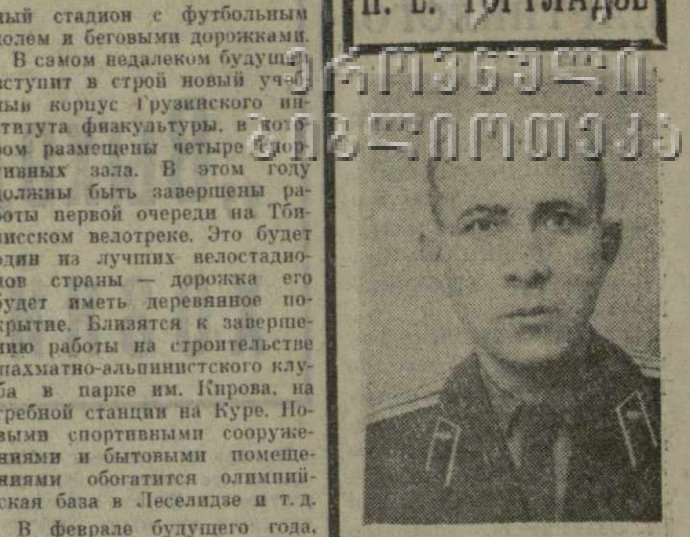 ный стадион с футбольным
полем и беговыми дорожками.
В самом недалеком будущем
вступит в строй новый учеб-
ный корпус Грузинского ин-
ститута физкультуры, в кото-
ром размещены четыре спор-
тивных зала. В этом году
должны быть завершены ра-
боты первой очереди на Тби-
лисском велотреке. Это будет
один из лучших велостадио-
нов страны — дорожка его
будет иметь деревянное по-
крытие. Близятся к заверше-
нию работы на строительстве
шахматно-альпинистского клу-
ба в парке им. Кирова, на
гребной станции на Куре. Но-
выми спортивными сооруже-
ниями и бытовыми помеще-
ниями обогатится олимпий-
ская база в Леселидзе и т. д.
В феврале будущего года,
ეროვნული
ბიბლიოთეკა